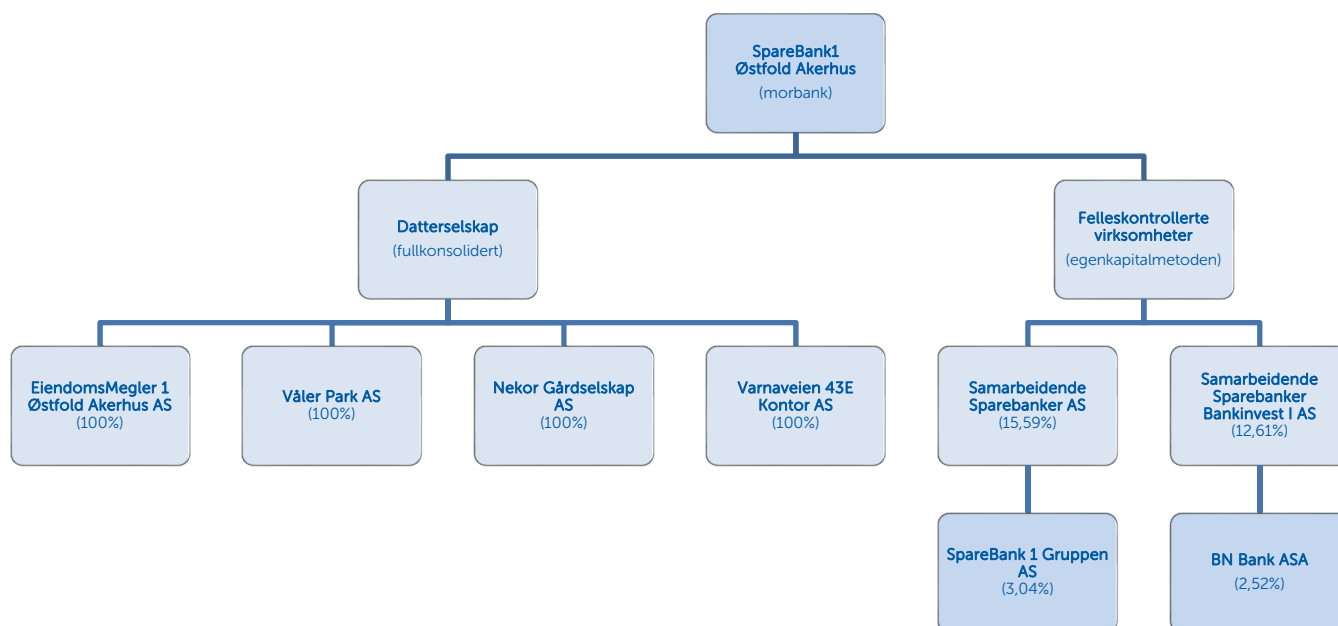 SpareBank1
Østfold Akerhus
(morbank)
Datterselskap
(fullkonsolidert)
Felleskontrollerte
virksomheter
(egenkapitalmetoden)
EiendomsMegler 1
Østfold Akerhus AS
(100%)
Våler Park AS
(100%)
Nekor Gårdselskap
AS
(100%)
Varnaveien 43E
Kontor AS
(100%)
Samarbeidende
Sparebanker AS
(15,59%)
Samarbeidende
Sparebanker
Bankinvest I AS
(12,61%)
SpareBank 1 Gruppen
AS
(3,04%)
BN Bank ASA
(2,52%)